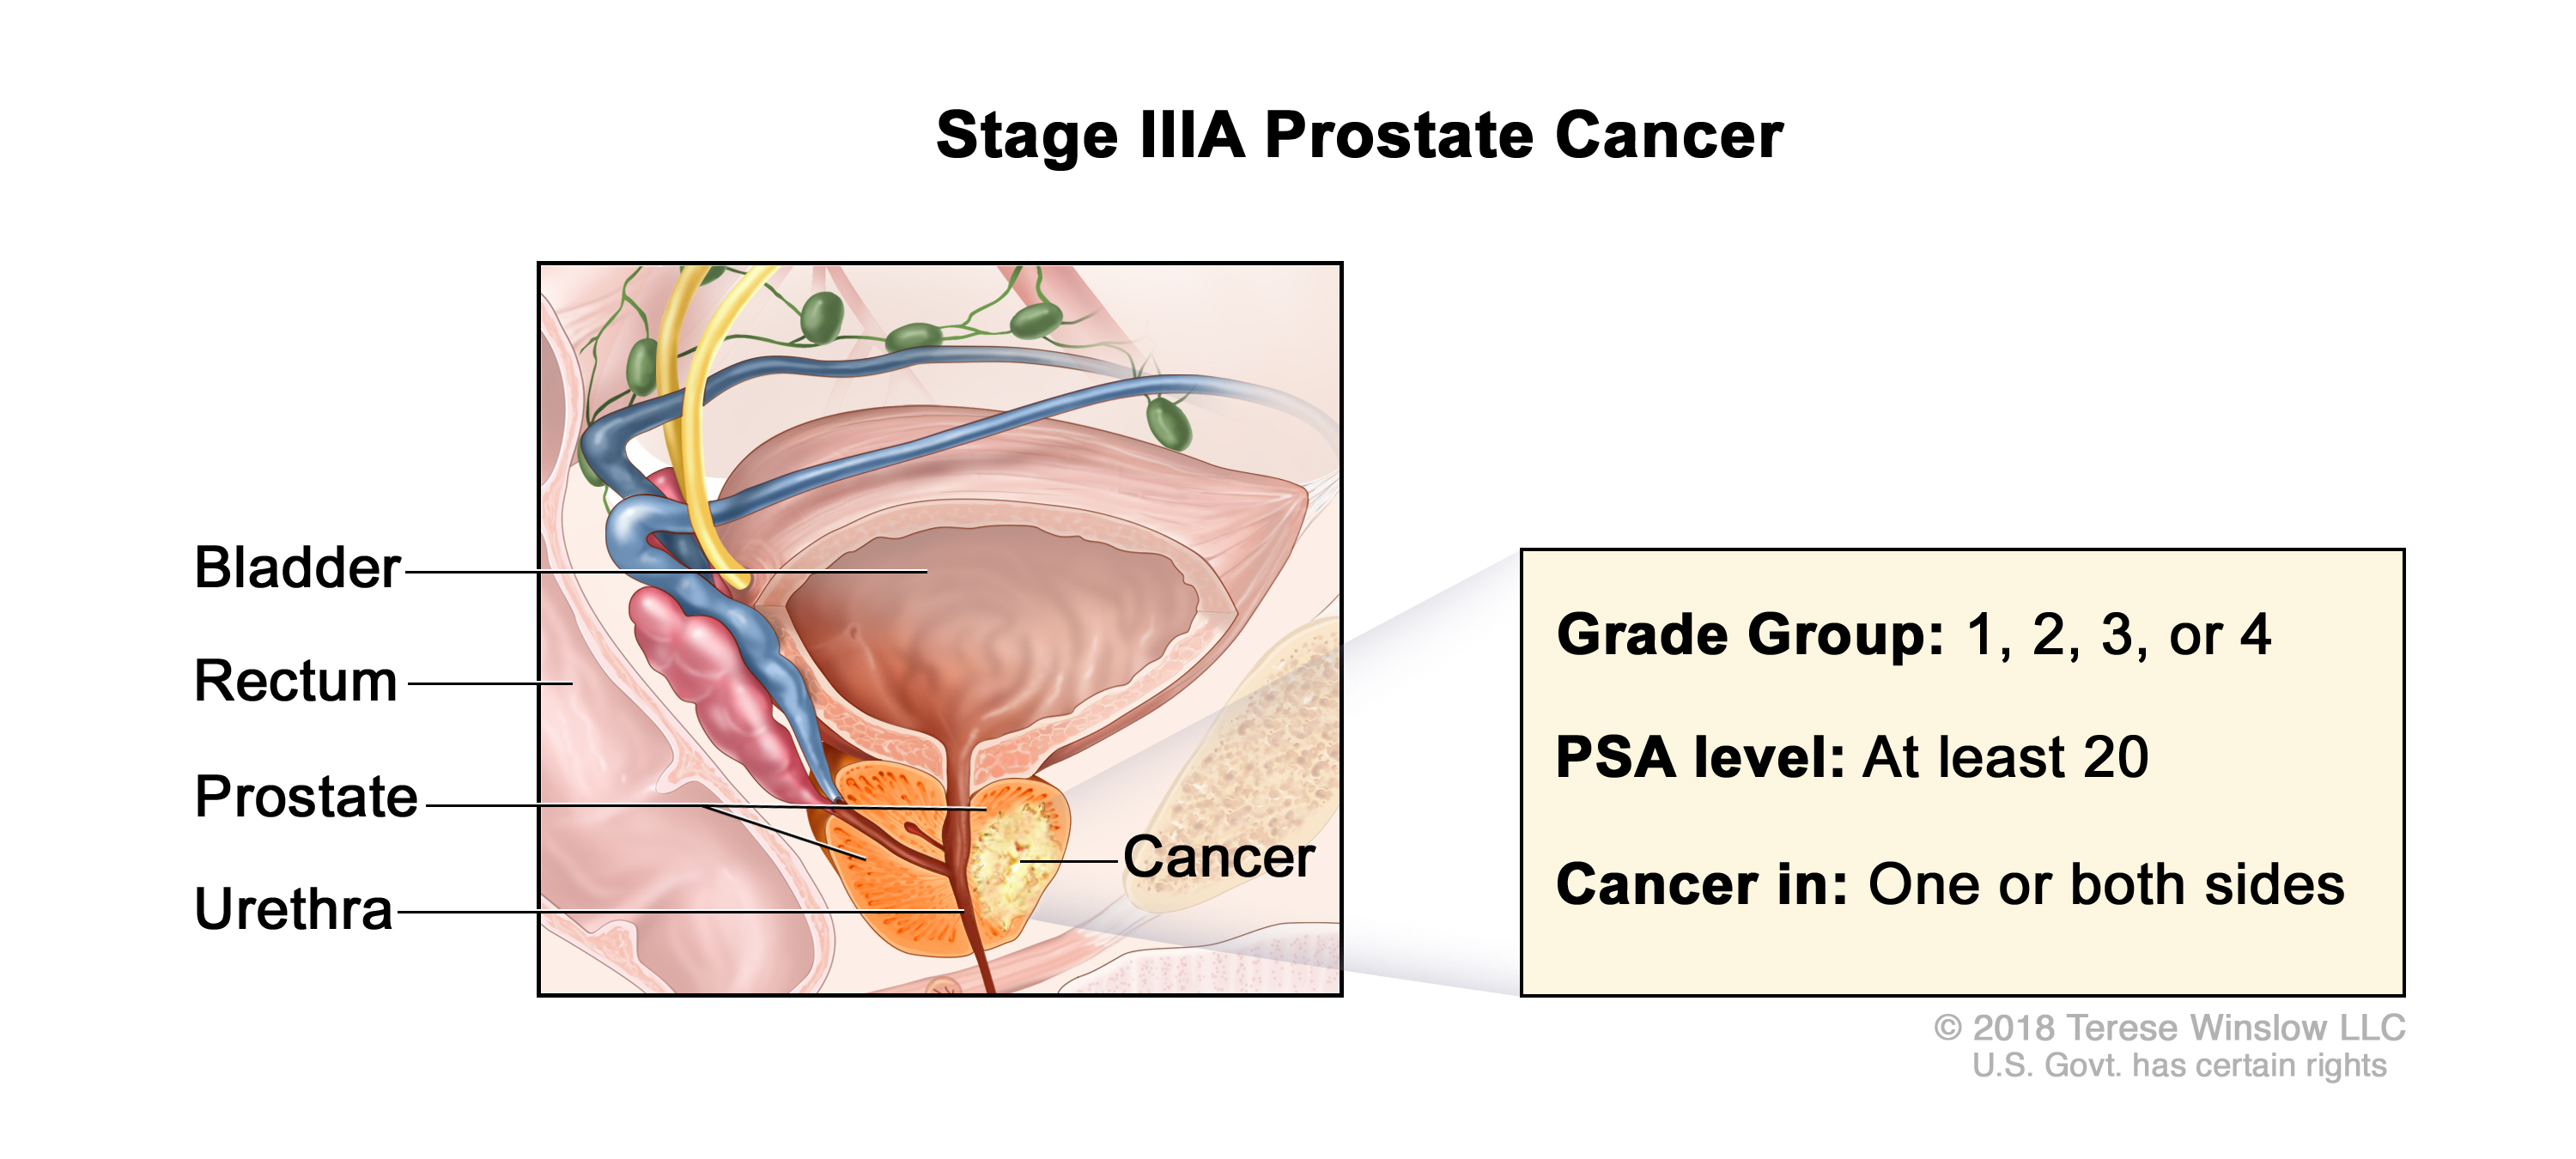 Stage IIIA Prostate Cancer
Bladder
Rectum
Prostate
Urethra
Cancer
Grade Group: 1, 2, 3, or 4
PSA level: At least 20
Cancer in: One or both sides
© 2018 Terese Winslow LLC
U.S. Govt. has certain rights